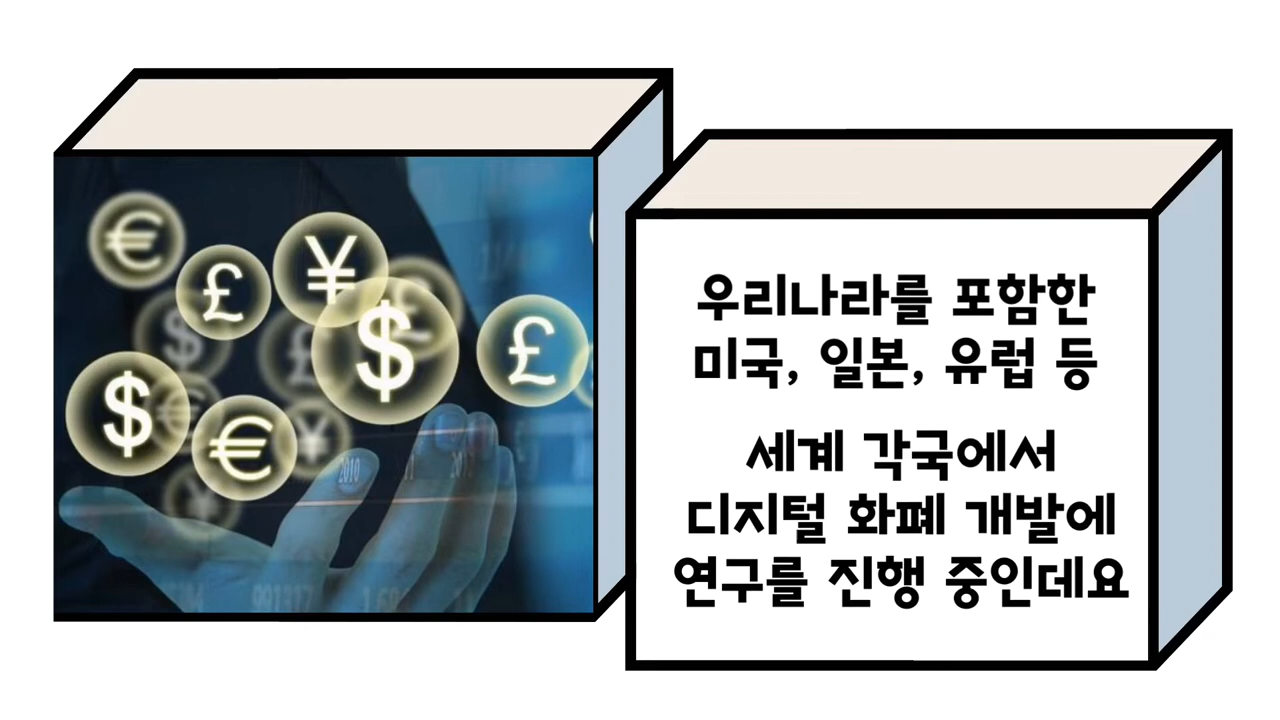 €
£
¥
$
£
$
€
¥
2010
우리나라를 포함한
미국, 일본, 유럽 등
세계 각국에서
디지털 화폐 개발에
연구를 진행 중인데요